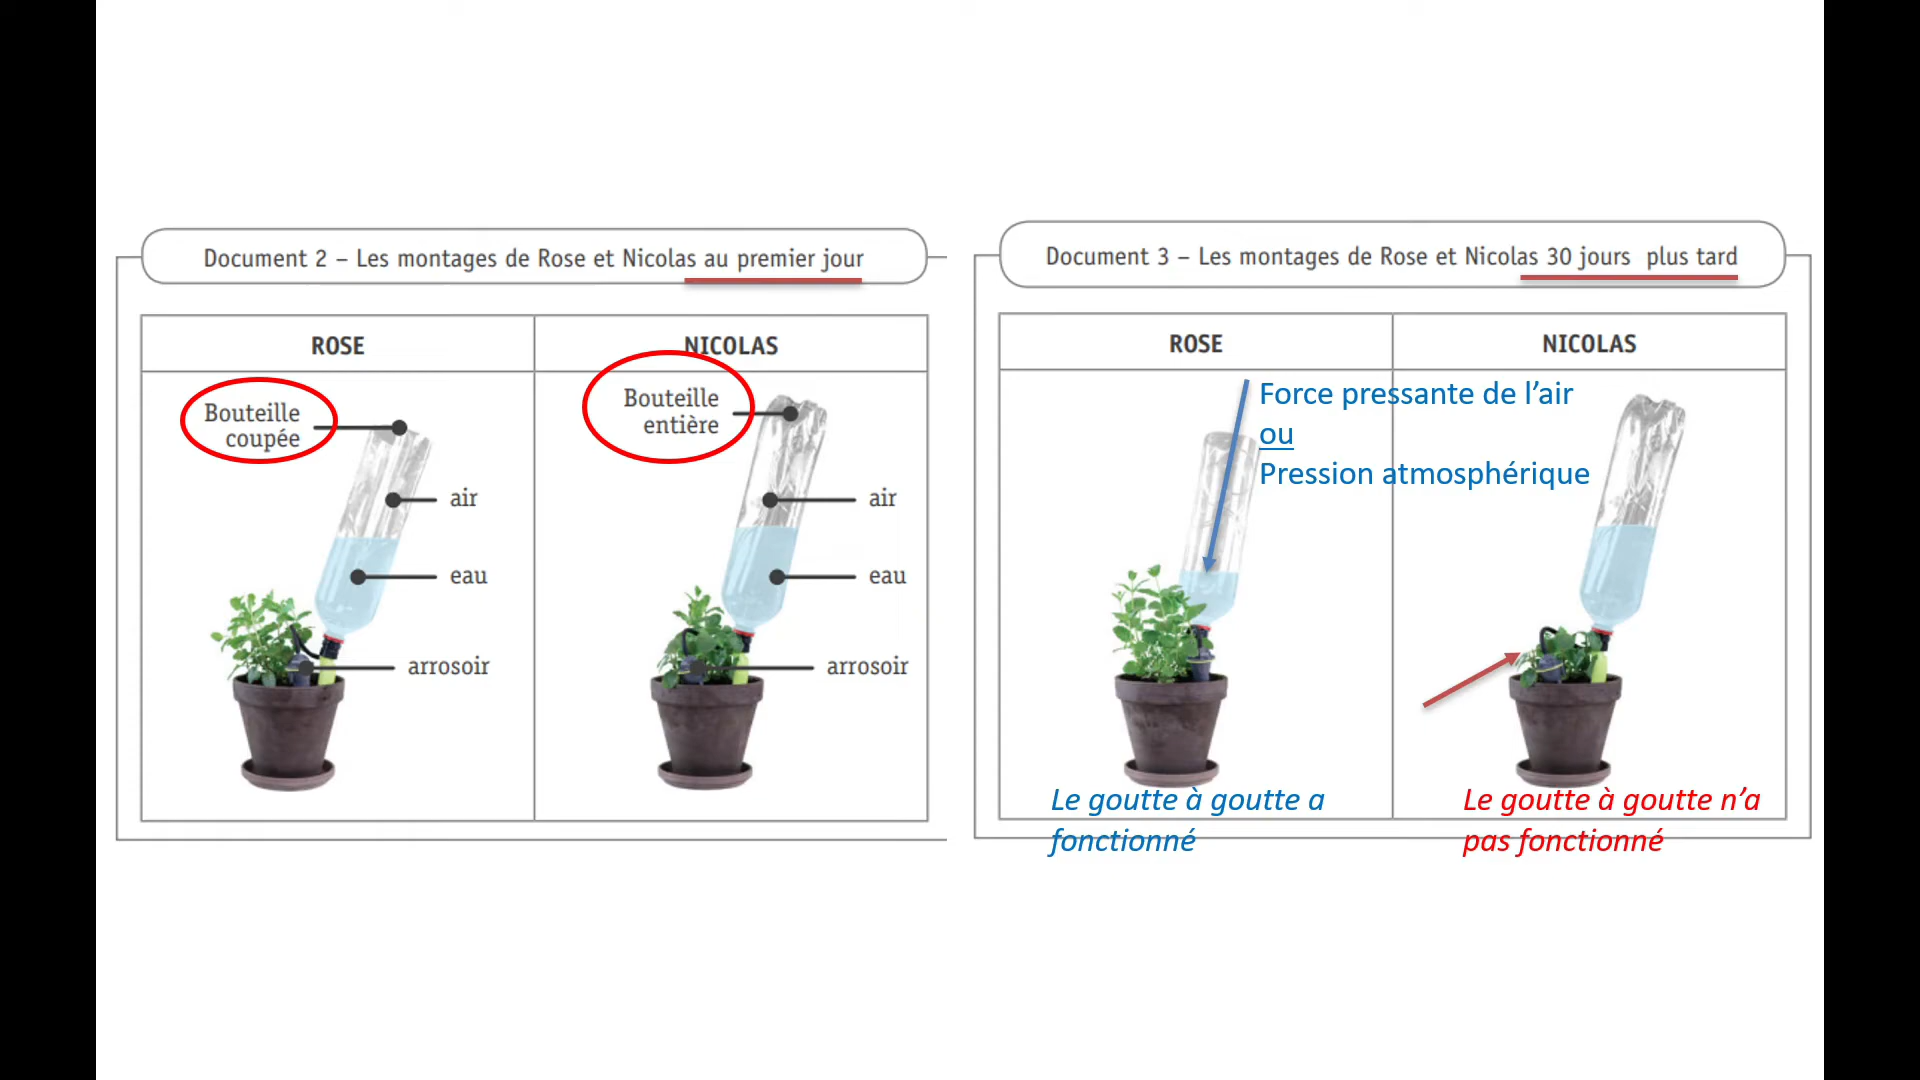 Document 2 – Les montages de Rose et Nicolas au premier jour
ROSE
NICOLAS
Bouteille
coupée
air
eau
arrosoir
Bouteille
entière
air
eau
arrosoir
Document 3 – Les montages de Rose et Nicolas 30 jours plus tard
ROSE
NICOLAS
Force pressante de l’air
ou
Pression atmosphérique
Le goutte à goutte a
fonctionné
Le goutte à goutte n’a
pas fonctionné